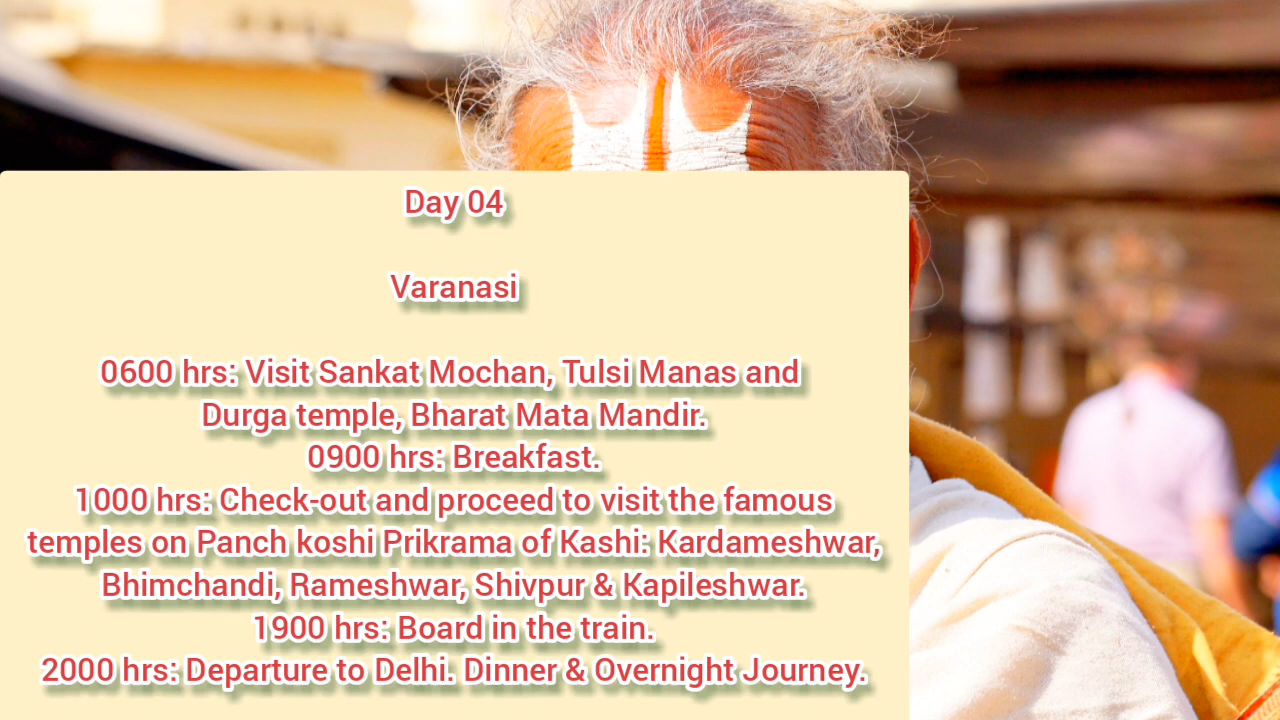 Day 04
Varanasi
0600 hrs: Visit Sankat Mochan, Tulsi Manas and
Durga temple, Bharat Mata Mandir.
0900 hrs: Breakfast.
1000 hrs: Check-out and proceed to visit the famous
temples on Panch koshi Prikrama of Kashi: Kardameshwar,
Bhimchandi, Rameshwar, Shivpur & Kapileshwar.
1900 hrs: Board in the train.
2000 hrs: Departure to Delhi. Dinner & Overnight Journey.